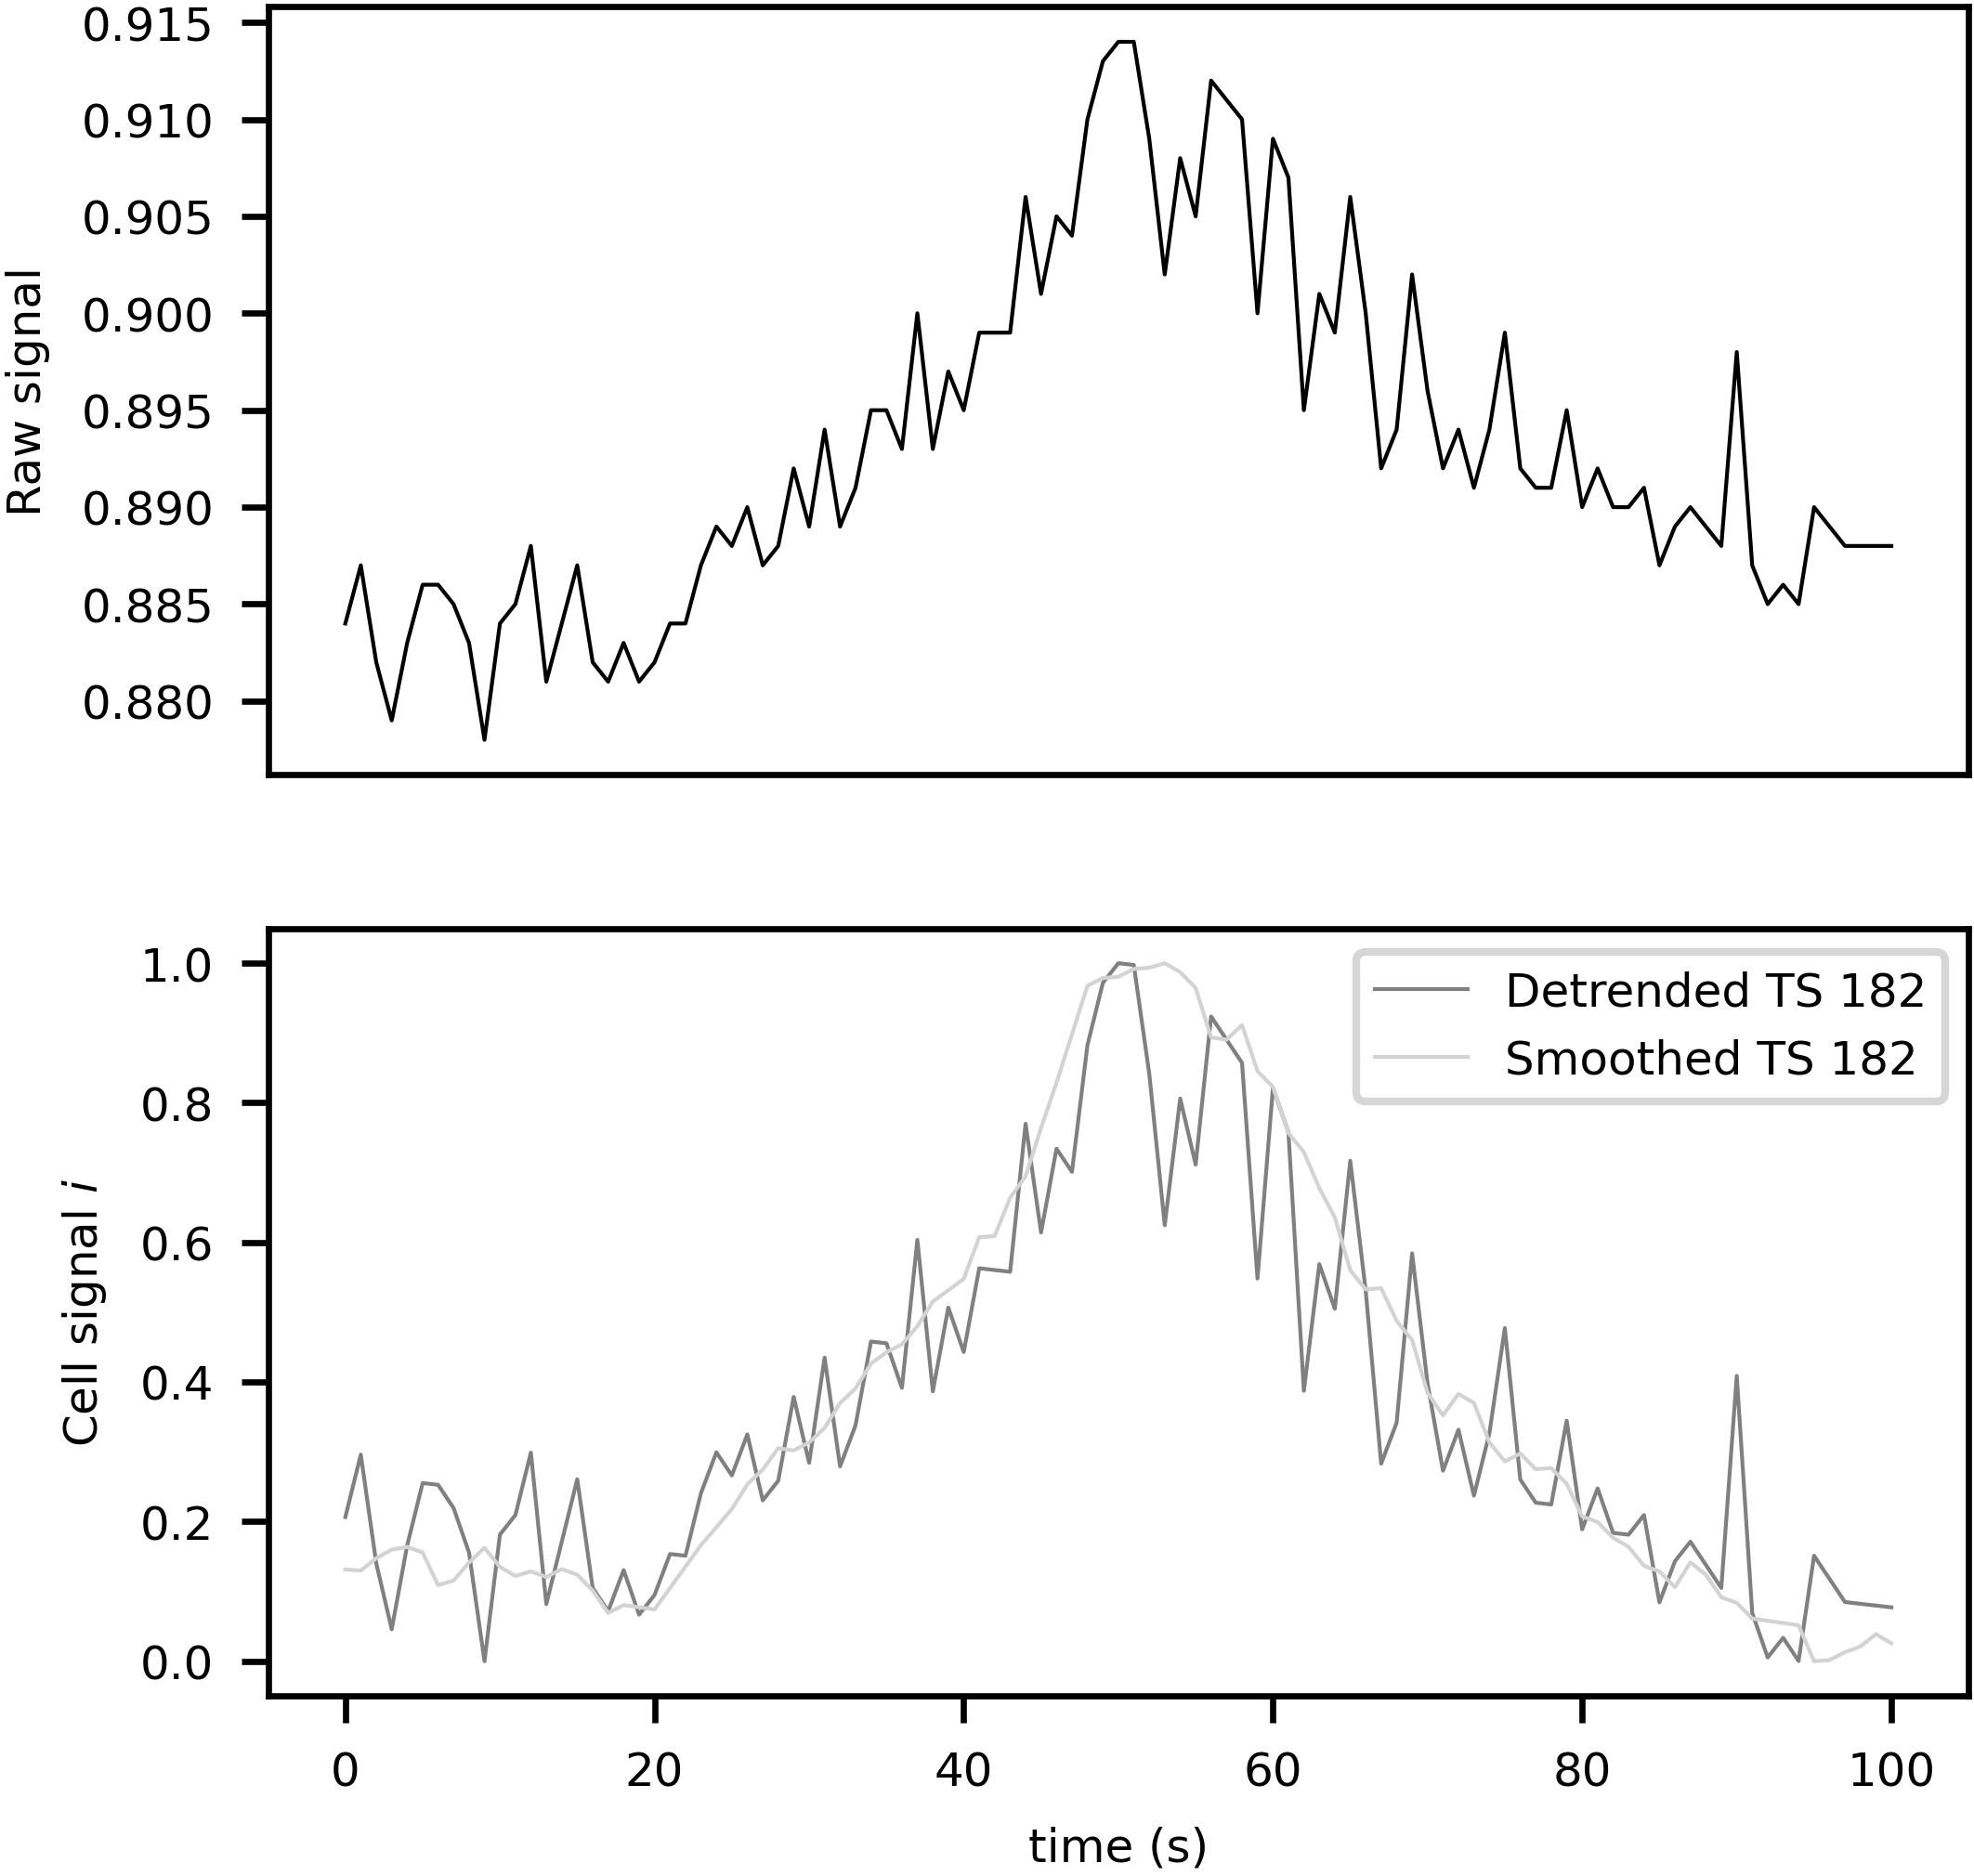 Raw signal
0.915
0.910
0.905
0.900
0.895
0.890
0.885
0.880
Cell signal i
1.0
0.8
0.6
0.4
0.2
0.0
Detrended TS 182
Smoothed TS 182
0 20 40 60 80 100
time (s)